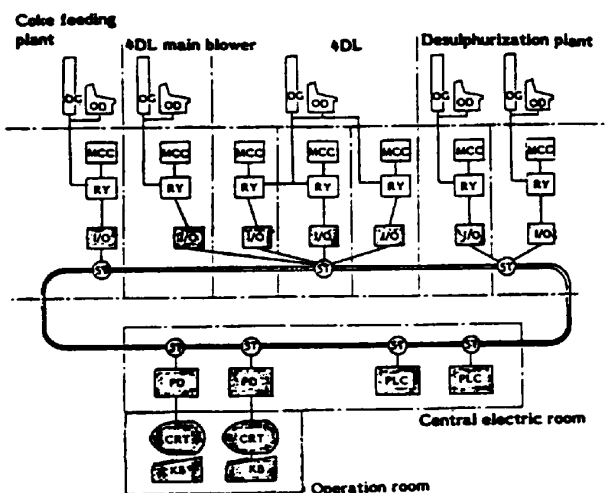 Coke feeding
plant
4DL main blower
4DL
Desulphurization plant
OG OD OG OD OG OD OG OD OG OD
MCC MCC MCC MCC MCC MCC MCC
RY RY RY RY RY RY RY
I/O I/O I/O I/O I/O I/O I/O
ST ST ST
ST ST ST ST
PD PD PLC PLC
Central electric room
CRT CRT
KB KB
Operation room